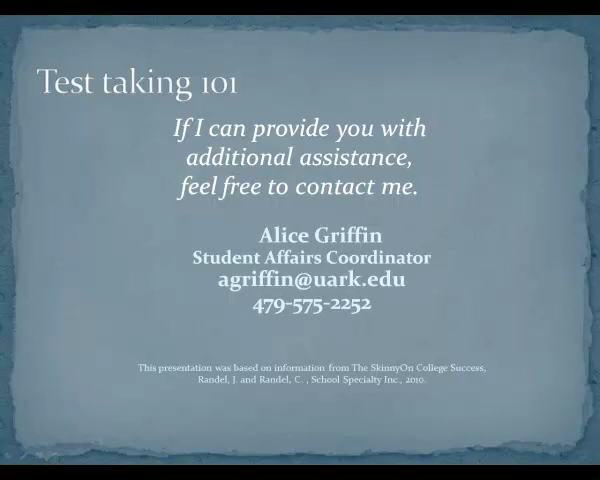 Test taking 101
If I can provide you with
additional assistance,
feel free to contact me.
Alice Griffin
Student Affairs Coordinator
agriffin@uark.edu
479-575-2252
This presentation was based on information from The SkinnyOn College Success,
Randel, J. and Randel, C. , School Specialty Inc., 2010.